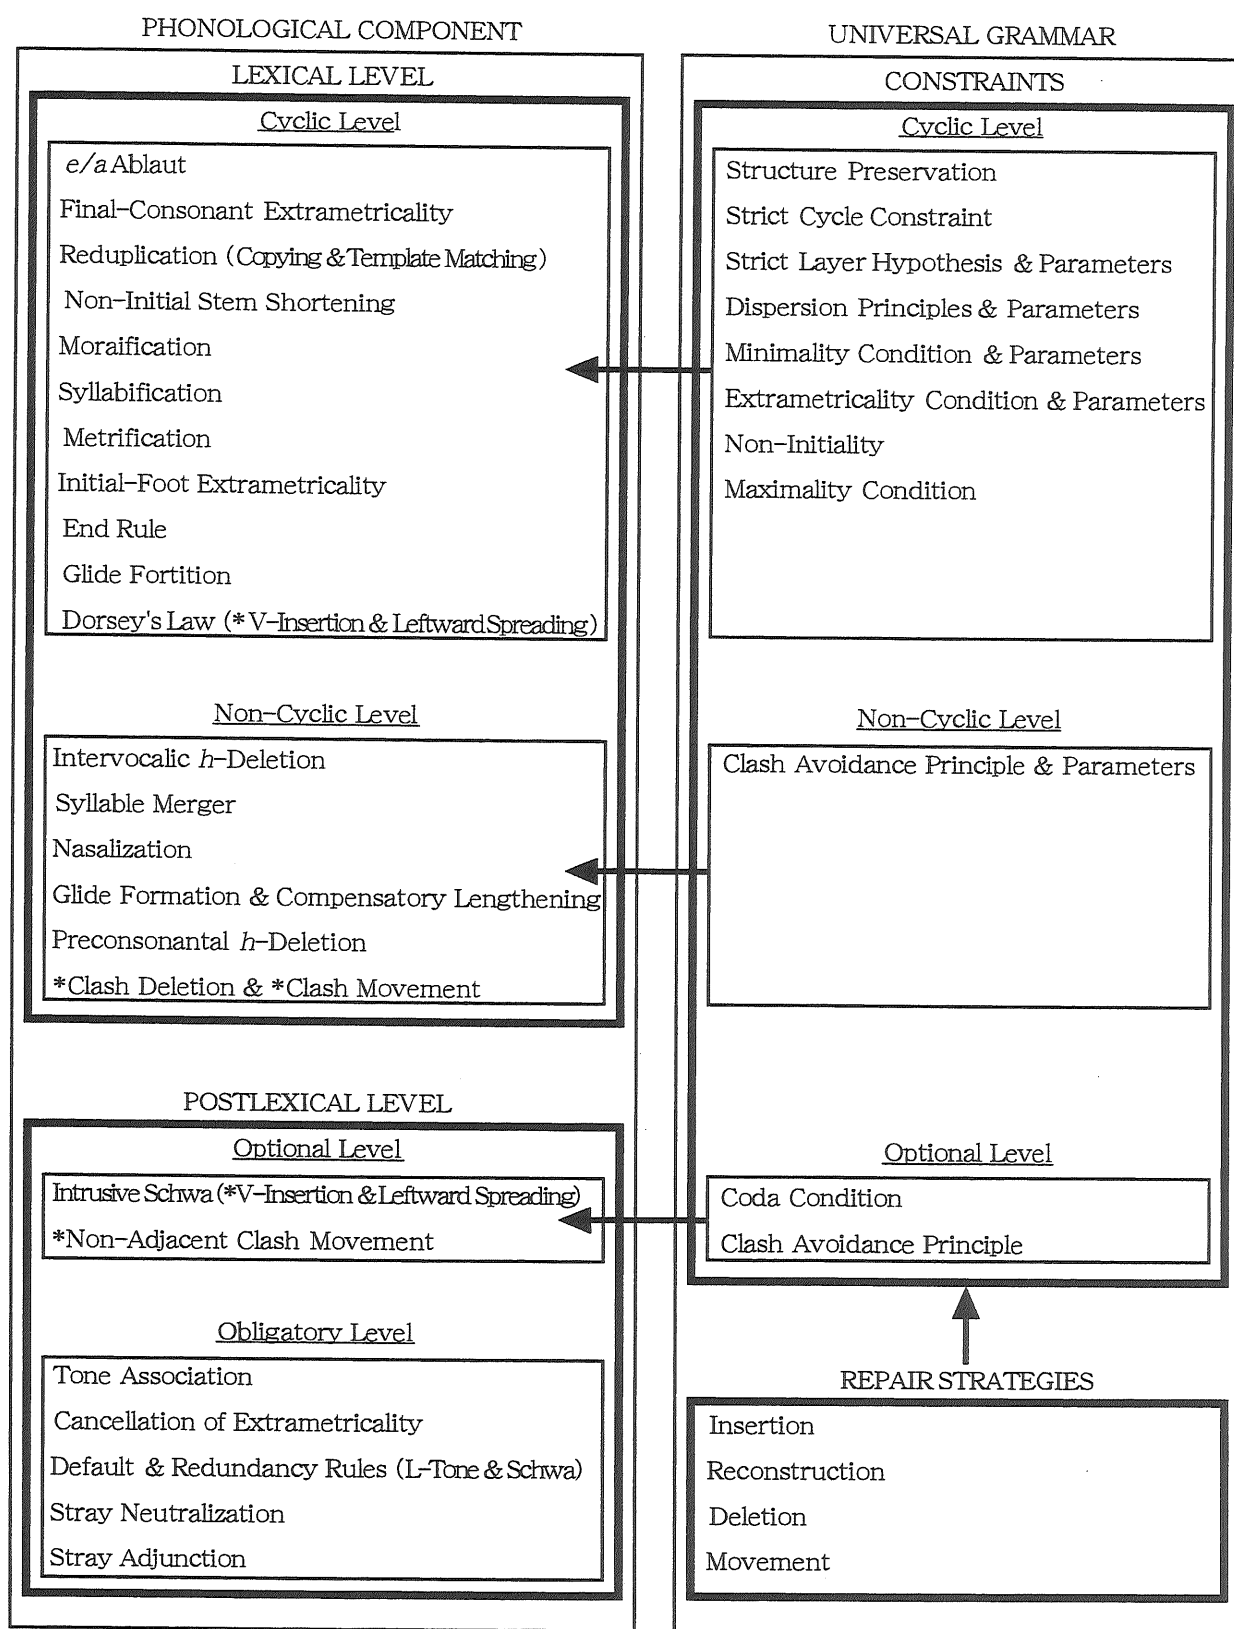 PHONOLOGICAL COMPONENT
LEXICAL LEVEL
Cyclic Level
e/a Ablaut
Final-Consonant Extrametricality
Reduplication (Copying & Template Matching)
Non-Initial Stem Shortening
Moraification
Syllabification
Metrification
Initial-Foot Extrametricality
End Rule
Glide Fortition
Dorsey's Law (*V-Insertion & Leftward Spreading)
Non-Cyclic Level
Intervocalic h-Deletion
Syllable Merger
Nasalization
Glide Formation & Compensatory Lengthening
Preconsonantal h-Deletion
*Clash Deletion & *Clash Movement
POSTLEXICAL LEVEL
Optional Level
Intrusive Schwa (*V-Insertion & Leftward Spreading)
*Non-Adjacent Clash Movement
Obligatory Level
Tone Association
Cancellation of Extrametricality
Default & Redundancy Rules (L-Tone & Schwa)
Stray Neutralization
Stray Adjunction
UNIVERSAL GRAMMAR
CONSTRAINTS
Cyclic Level
Structure Preservation
Strict Cycle Constraint
Strict Layer Hypothesis & Parameters
Dispersion Principles & Parameters
Minimality Condition & Parameters
Extrametricality Condition & Parameters
Non-Initiality
Maximality Condition
Non-Cyclic Level
Clash Avoidance Principle & Parameters
Optional Level
Coda Condition
Clash Avoidance Principle
REPAIR STRATEGIES
Insertion
Reconstruction
Deletion
Movement